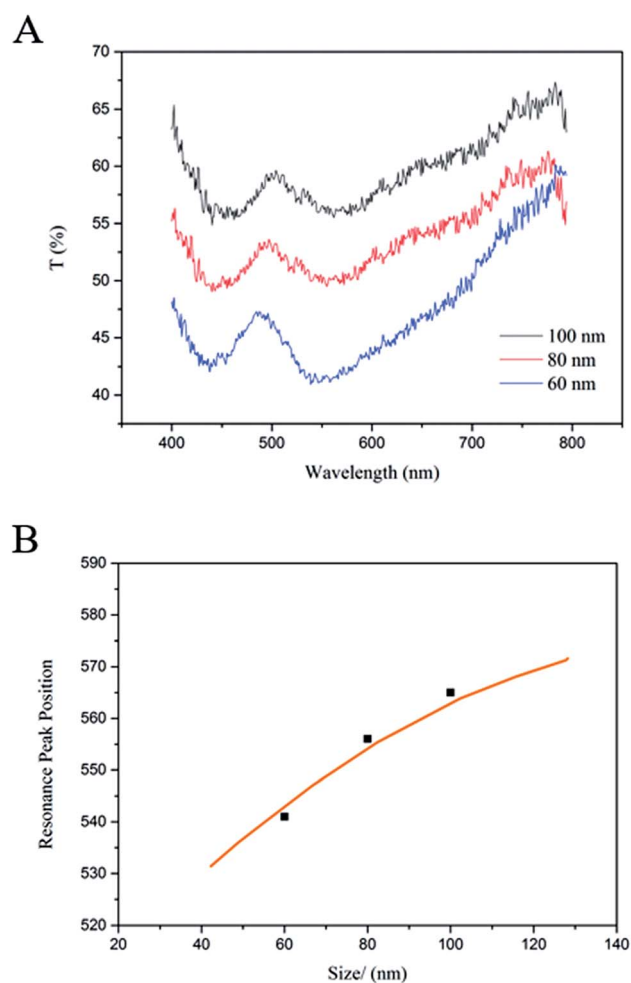 A
70
65
60
55
50
45
40
T (%)
100 nm
80 nm
60 nm
400 500 600 700 800
Wavelength (nm)
B
590
580
570
560
550
540
530
520
Resonance Peak Position
20 40 60 80 100 120 140
Size/ (nm)